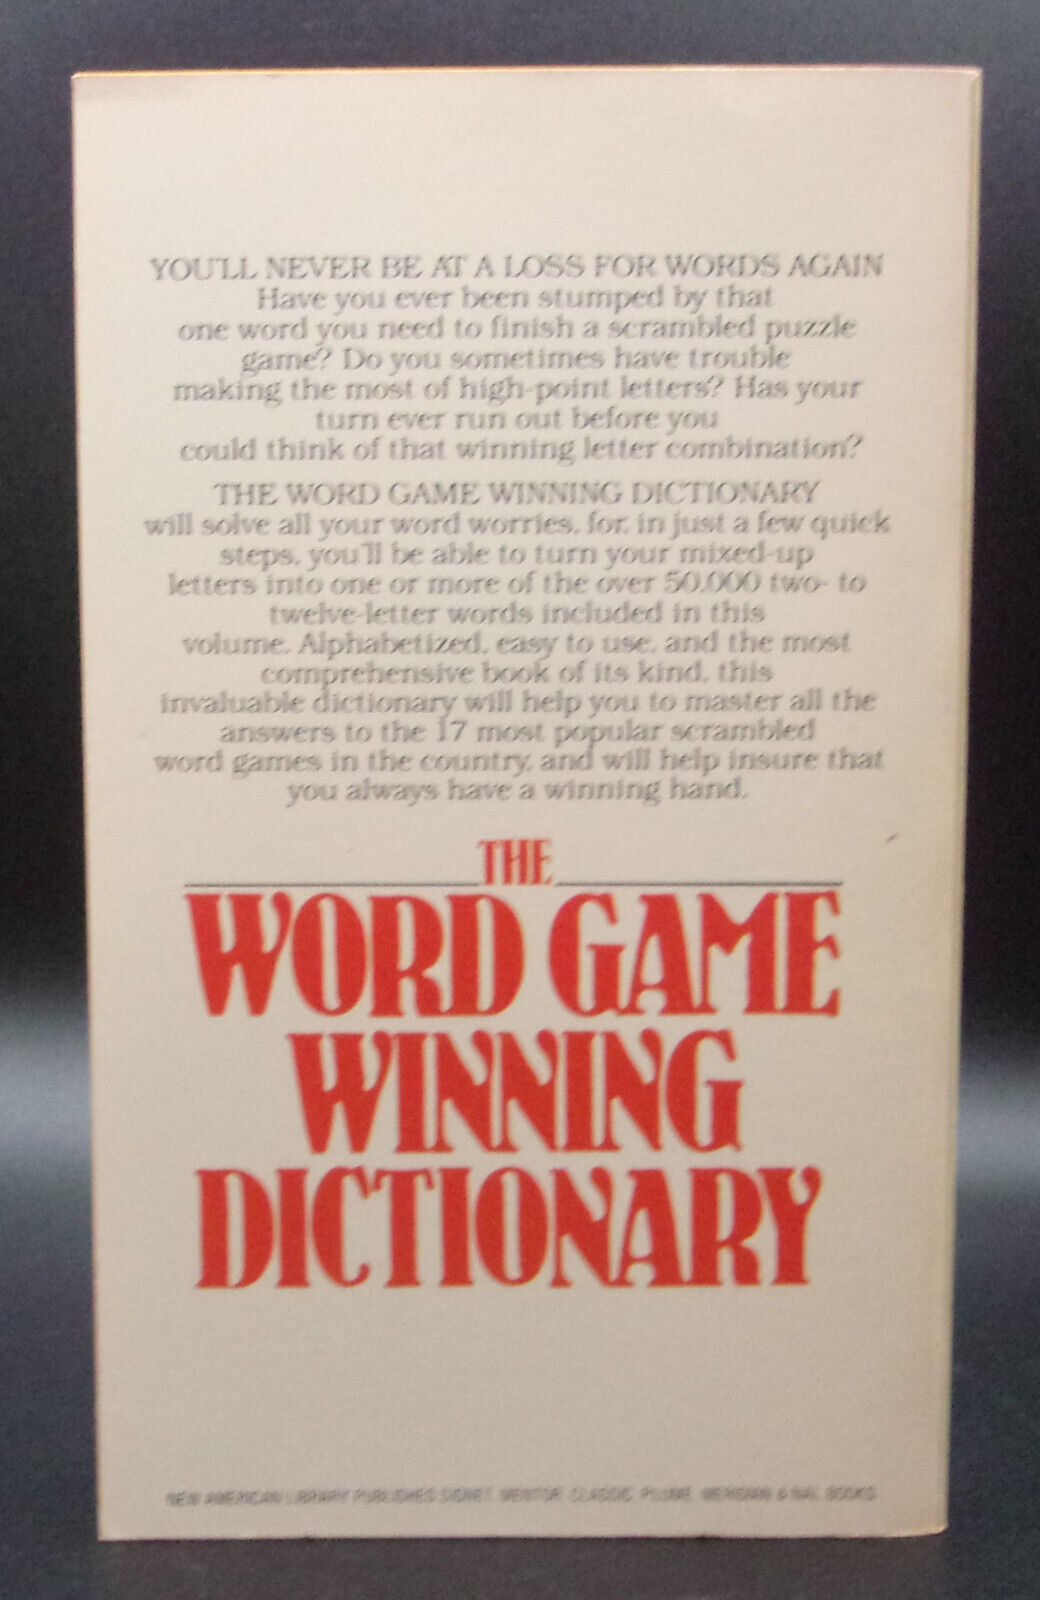 YOU'LL NEVER BE AT A LOSS FOR WORDS AGAIN
Have you ever been stumped by that
one word you need to finish a scrambled puzzle
game? Do you sometimes have trouble
making the most of high-point letters? Has your
turn ever run out before you
could think of that winning letter combination?
THE WORD GAME WINNING DICTIONARY
will solve all your word worries, for, in just a few quick
steps, you'll be able to turn your mixed-up
letters into one or more of the over 50,000 two- to
twelve-letter words included in this
volume. Alphabetized, easy to use, and the most
comprehensive book of its kind, this
invaluable dictionary will help you to master all the
answers to the 17 most popular scrambled
word games in the country, and will help insure that
you always have a winning hand.
THE
WORD GAME
WINNING
DICTIONARY
NEW AMERICAN LIBRARY PUBLISHES SIGNET, MENTOR, CLASSIC, PLUME, MERIDIAN & NAL BOOKS